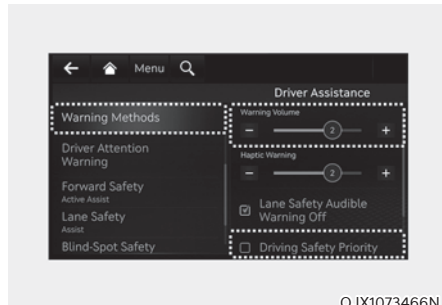 Menu
Driver Assistance
Warning Methods
Warning Volume
2
Driver Attention
Warning
Haptic Warning
2
Forward Safety
Active Assist
Lane Safety
Assist
Lane Safety Audible
Warning Off
Blind-Spot Safety
Driving Safety Priority
OJX1073466N